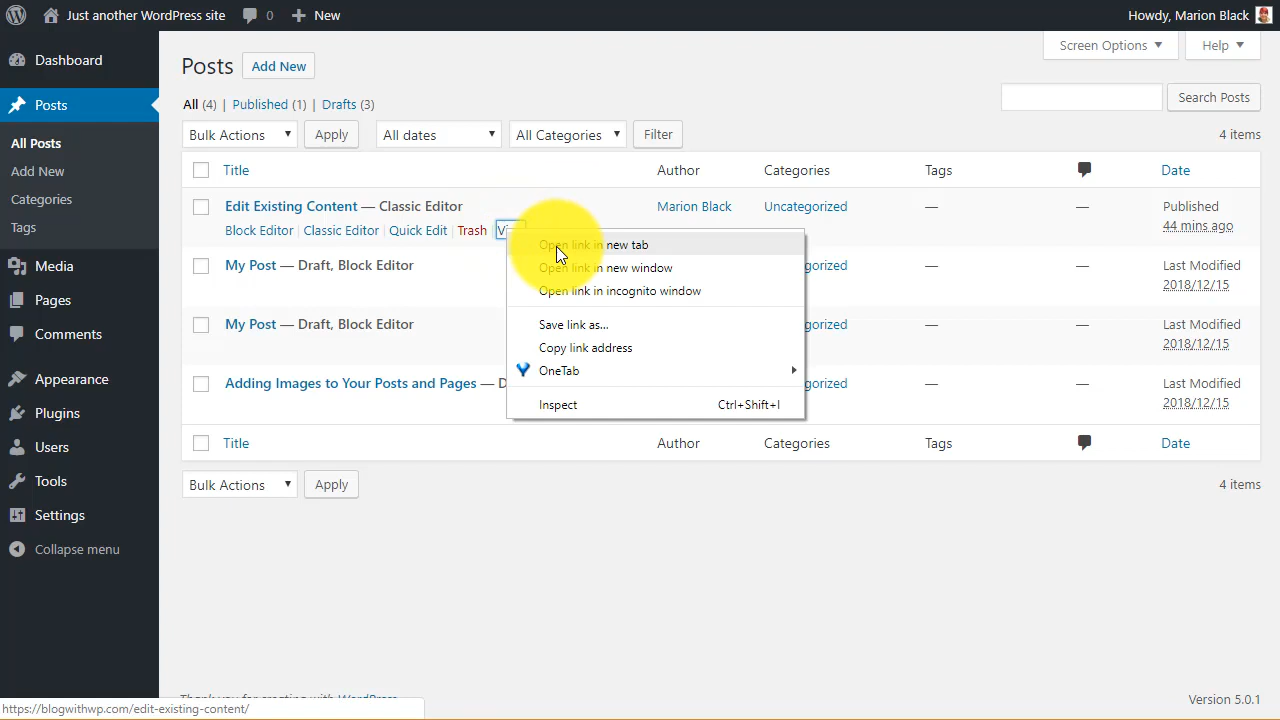 Just another WordPress site 0 New Howdy, Marion Black
Screen Options Help
Dashboard
Posts
All Posts
Add New
Categories
Tags
Media
Pages
Comments
Appearance
Plugins
Users
Tools
Settings
Collapse menu
Posts Add New
All (4) | Published (1) | Drafts (3)
Search Posts
Bulk Actions Apply All dates All Categories Filter 4 items
Title Author Categories Tags Date
Edit Existing Content — Classic Editor Marion Black Uncategorized — — Published
Block Editor | Classic Editor | Quick Edit | Trash | 44 mins ago
My Post — Draft, Block Editor — — Last Modified
2018/12/15
My Post — Draft, Block Editor — — Last Modified
2018/12/15
Adding Images to Your Posts and Pages — — — Last Modified
2018/12/15
Open link in new tab
Open link in new window
Open link in incognito window
Save link as...
Copy link address
OneTab
Inspect Ctrl+Shift+I
Title Author Categories Tags Date
Bulk Actions Apply 4 items
Thank you for creating with WordPress Version 5.0.1
https://blogwithwp.com/edit-existing-content/